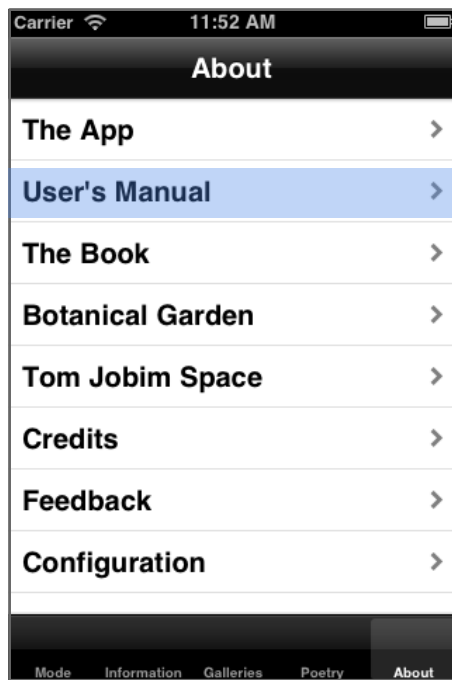 Carrier 11:52 AM
About
The App
User's Manual
The Book
Botanical Garden
Tom Jobim Space
Credits
Feedback
Configuration
Mode Information Galleries Poetry About